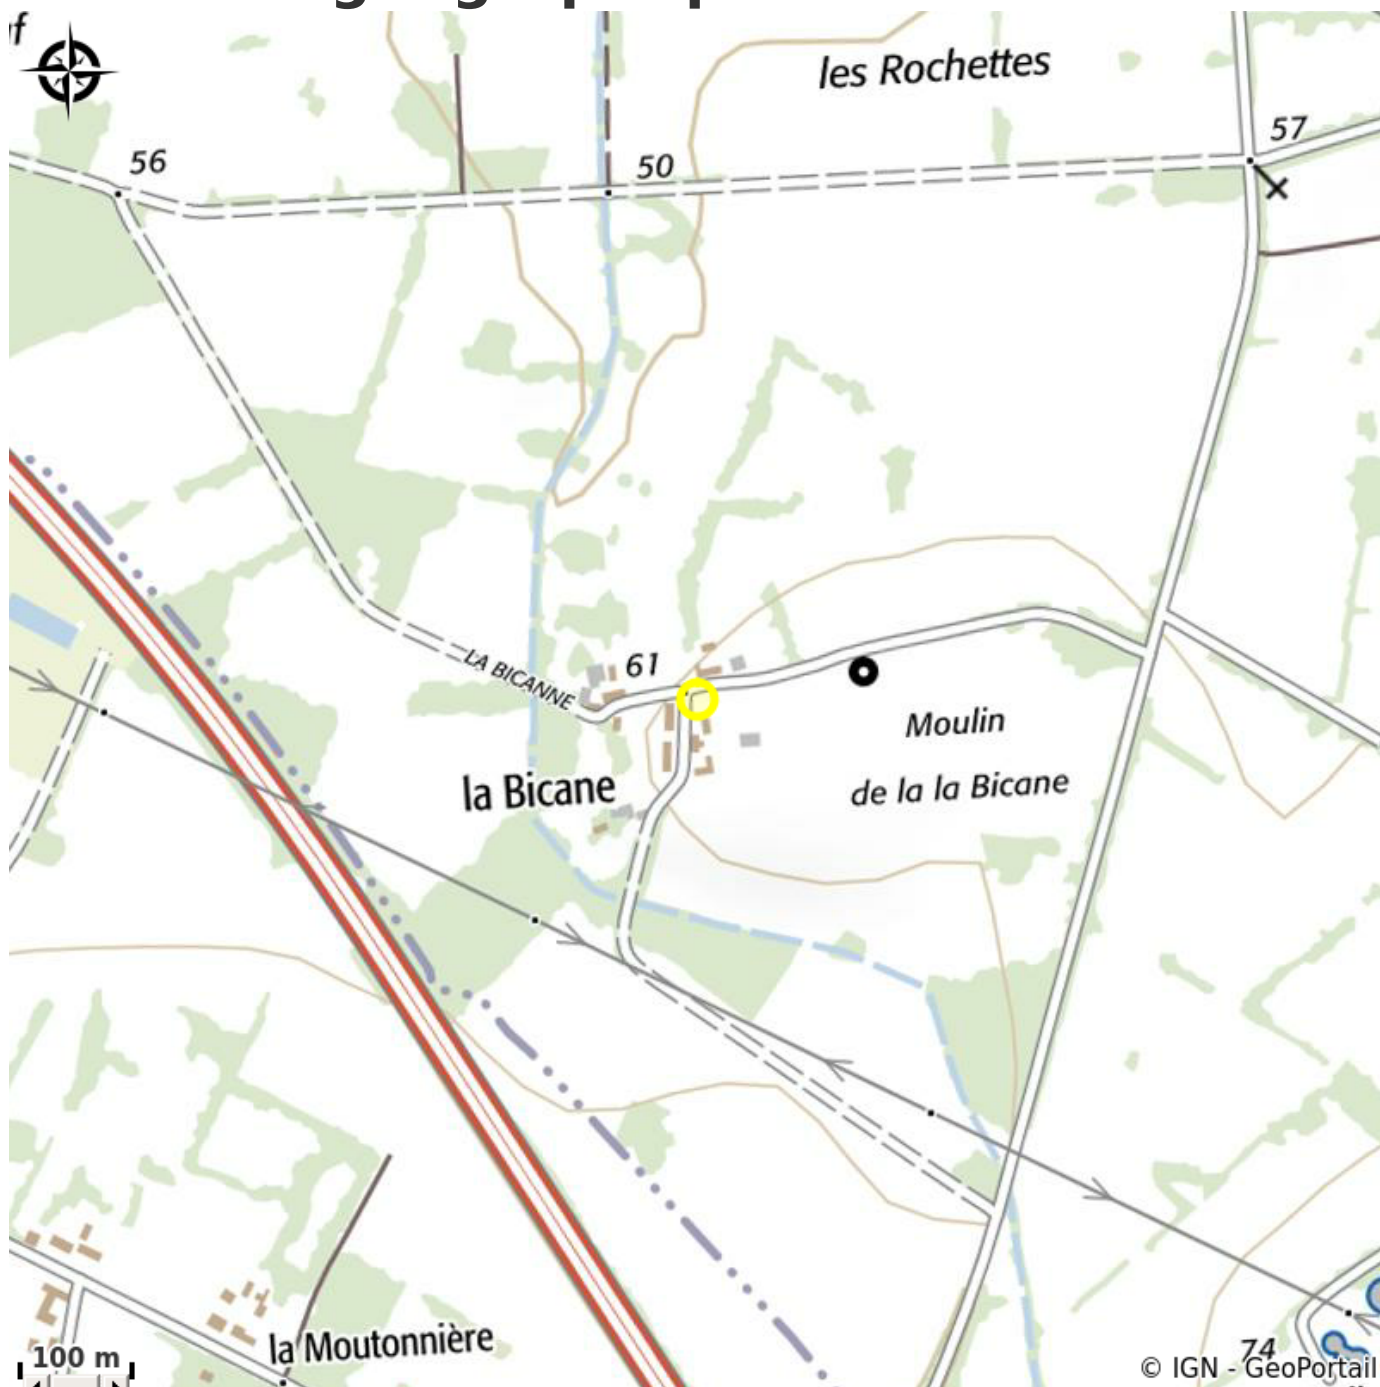 les Rochettes
57
56
50
LA BICANNE
61
Moulin
de la la Bicane
la Bicane
la Moutonnière
74
100 m
© IGN - GéoPortail